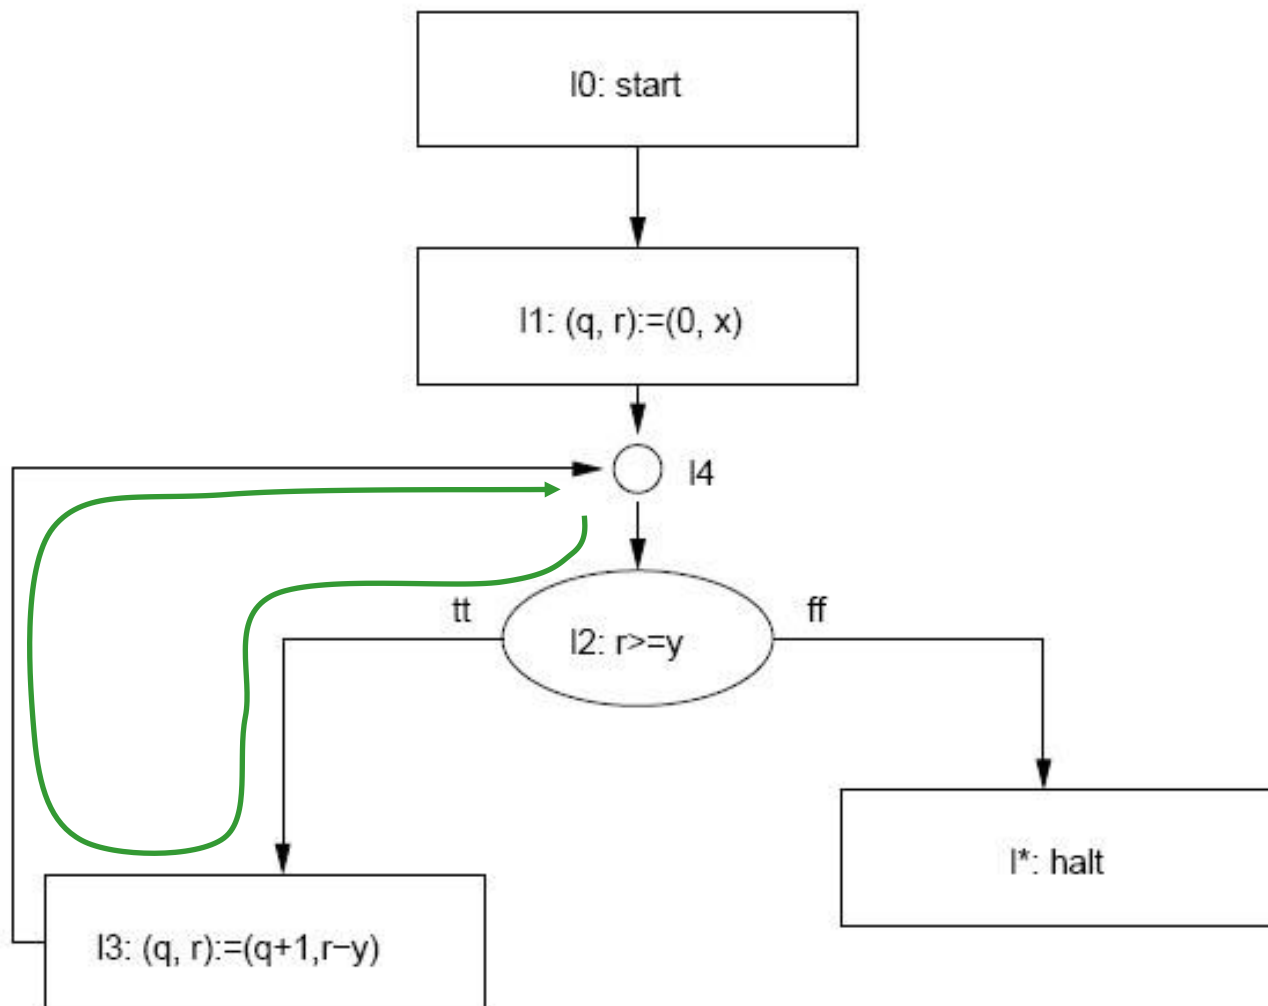 l0: start
l1: (q, r):=(0, x)
l4
tt
ff
l2: r>=y
l*: halt
l3: (q, r):=(q+1,r−y)